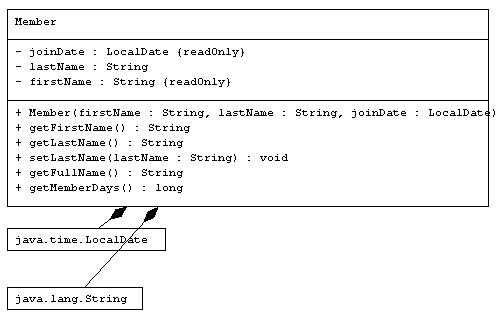 Member
- joinDate : LocalDate {readOnly}
- lastName : String
- firstName : String {readOnly}
+ Member(firstName : String, lastName : String, joinDate : LocalDate)
+ getFirstName() : String
+ getLastName() : String
+ setLastName(lastName : String) : void
+ getFullName() : String
+ getMemberDays() : long
java.time.LocalDate
java.lang.String